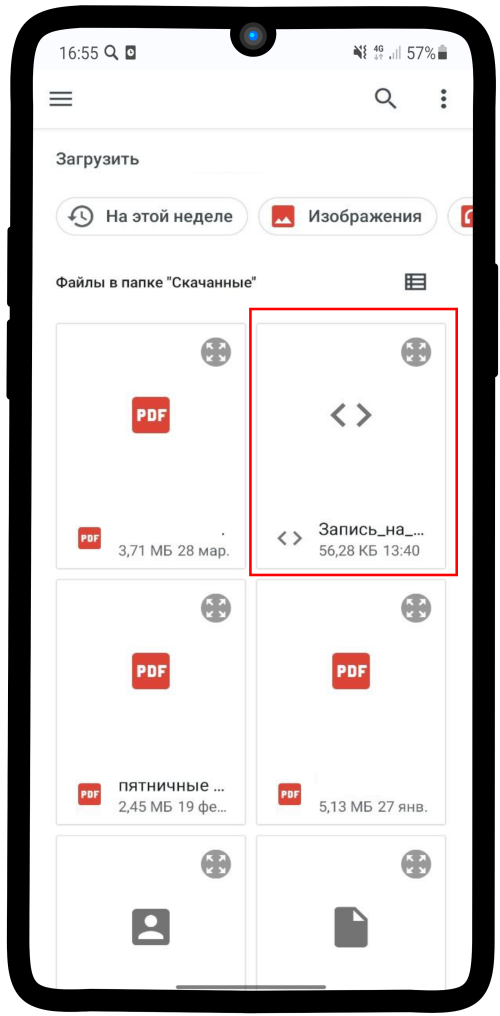 16:55 4G 57%
Загрузить
На этой неделе Изображения
Файлы в папке "Скачанные"
PDF
PDF .
3,71 МБ 28 мар.
Запись_на_...
56,28 КБ 13:40
PDF
PDF пятничные ...
2,45 МБ 19 фе...
PDF
PDF
5,13 МБ 27 янв.